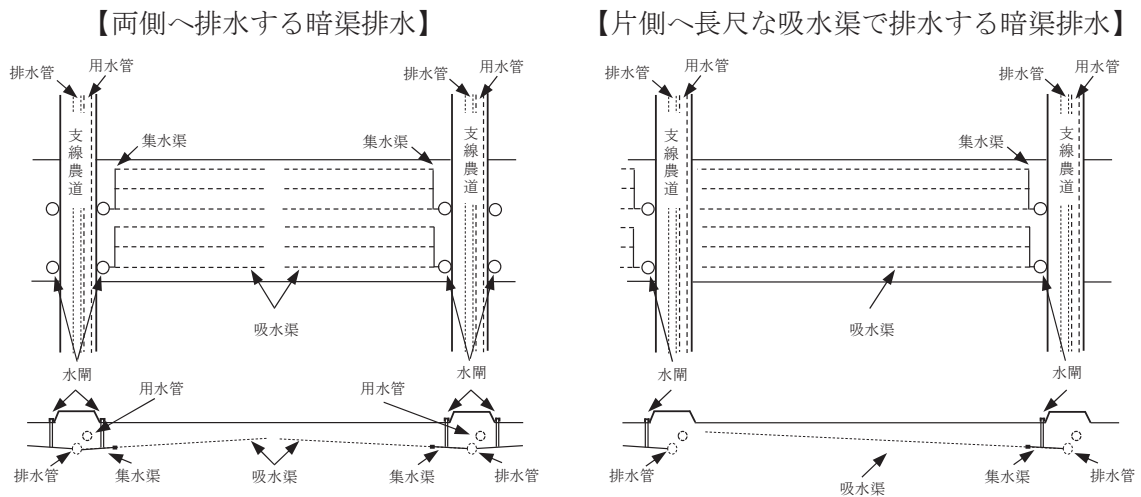 【両側へ排水する暗渠排水】
排水管
用水管
排水管
用水管
支線農道
支線農道
集水渠
集水渠
吸水渠
水閘
水閘
用水管
用水管
排水管
集水渠
吸水渠
集水渠
排水管
【片側へ長尺な吸水渠で排水する暗渠排水】
排水管
用水管
排水管
用水管
支線農道
支線農道
集水渠
吸水渠
水閘
水閘
排水管
吸水渠
集水渠
排水管